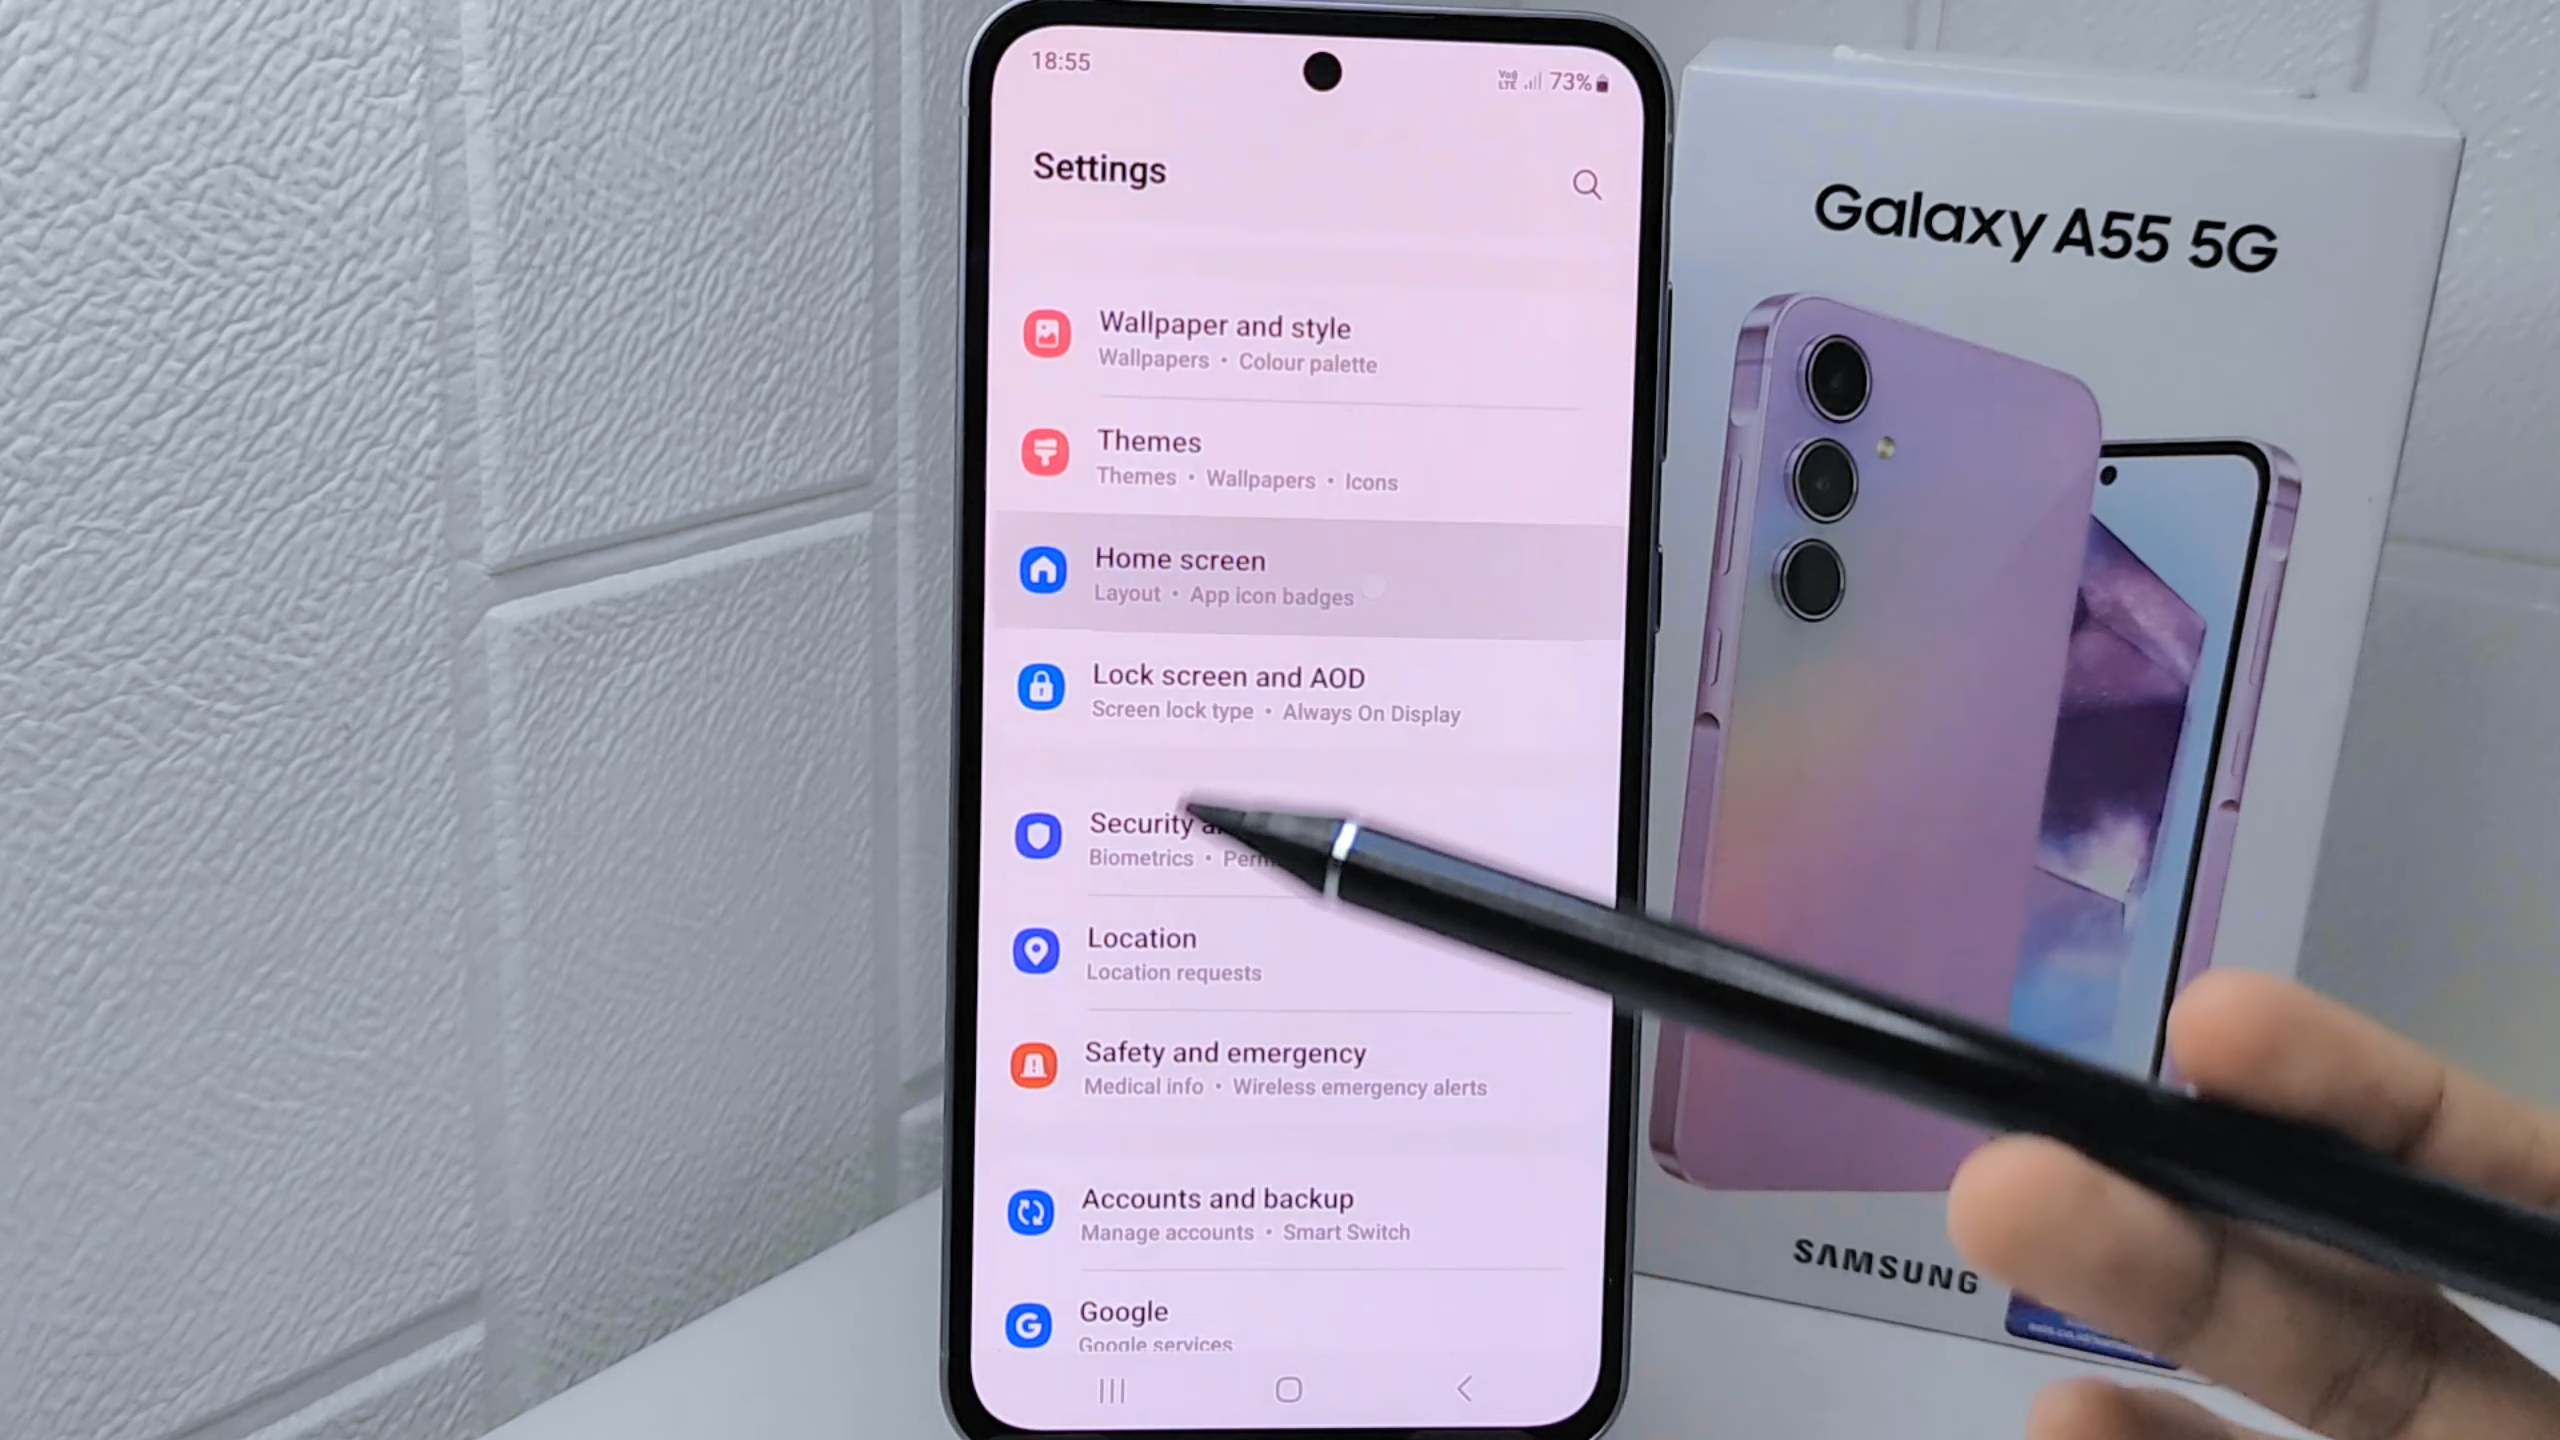 18:55
73%
Settings
Wallpaper and style
Wallpapers • Colour palette
Themes
Themes • Wallpapers • Icons
Home screen
Layout • App icon badges
Lock screen and AOD
Screen lock type • Always On Display
Security
Biometrics •
Location
Location requests
Safety and emergency
Medical info • Wireless emergency alerts
Accounts and backup
Manage accounts • Smart Switch
Google
Google services
Galaxy A55 5G
SAMSUNG